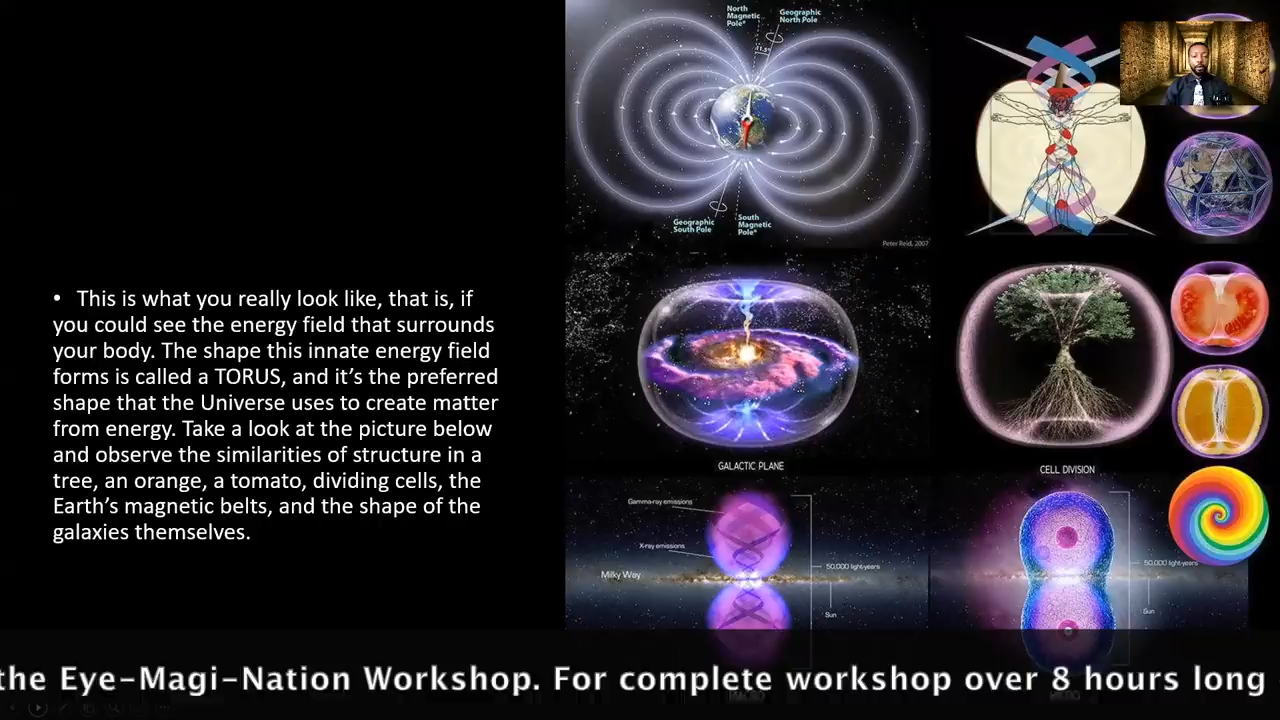 North
Magnetic
Pole*
Geographic
North Pole
11.5°
Geographic
South Pole
South
Magnetic
Pole*
Peter Reid, 2007
• This is what you really look like, that is, if
you could see the energy field that surrounds
your body. The shape this innate energy field
forms is called a TORUS, and it’s the preferred
shape that the Universe uses to create matter
from energy. Take a look at the picture below
and observe the similarities of structure in a
tree, an orange, a tomato, dividing cells, the
Earth’s magnetic belts, and the shape of the
galaxies themselves.
GALACTIC PLANE
CELL DIVISION
Gamma-ray emissions
X-ray emissions
Milky Way
50,000 light-years
Sun
50,000 light-years
Sun
the Eye-Magi-Nation Workshop. For complete workshop over 8 hours long